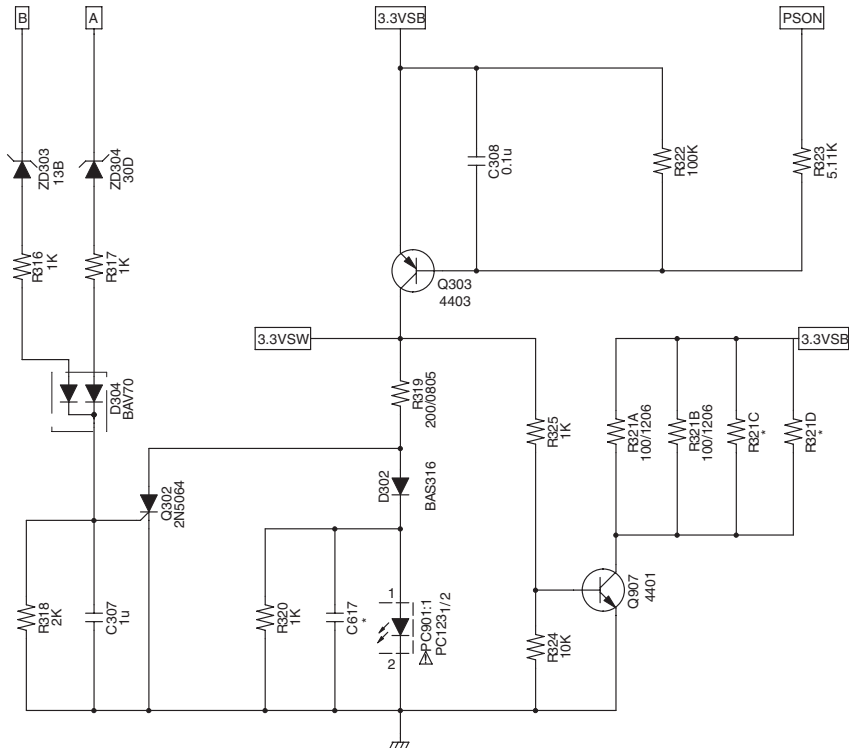 B
A
3.3VSB
PSON
ZD303
13B
ZD304
30D
C308
0.1u
R322
100K
R323
5.11K
R316
1K
R317
1K
Q303
4403
3.3VSW
3.3VSB
D304
BAV70
R319
200/0805
R325
1K
R321A
100/1206
R321B
100/1206
R321C
*
R321D
*
Q302
2N5064
D302
BAS316
R318
2K
C307
1u
R320
1K
C617
*
1
2
PC901:1
PC1231/2
Q907
4401
R324
10K